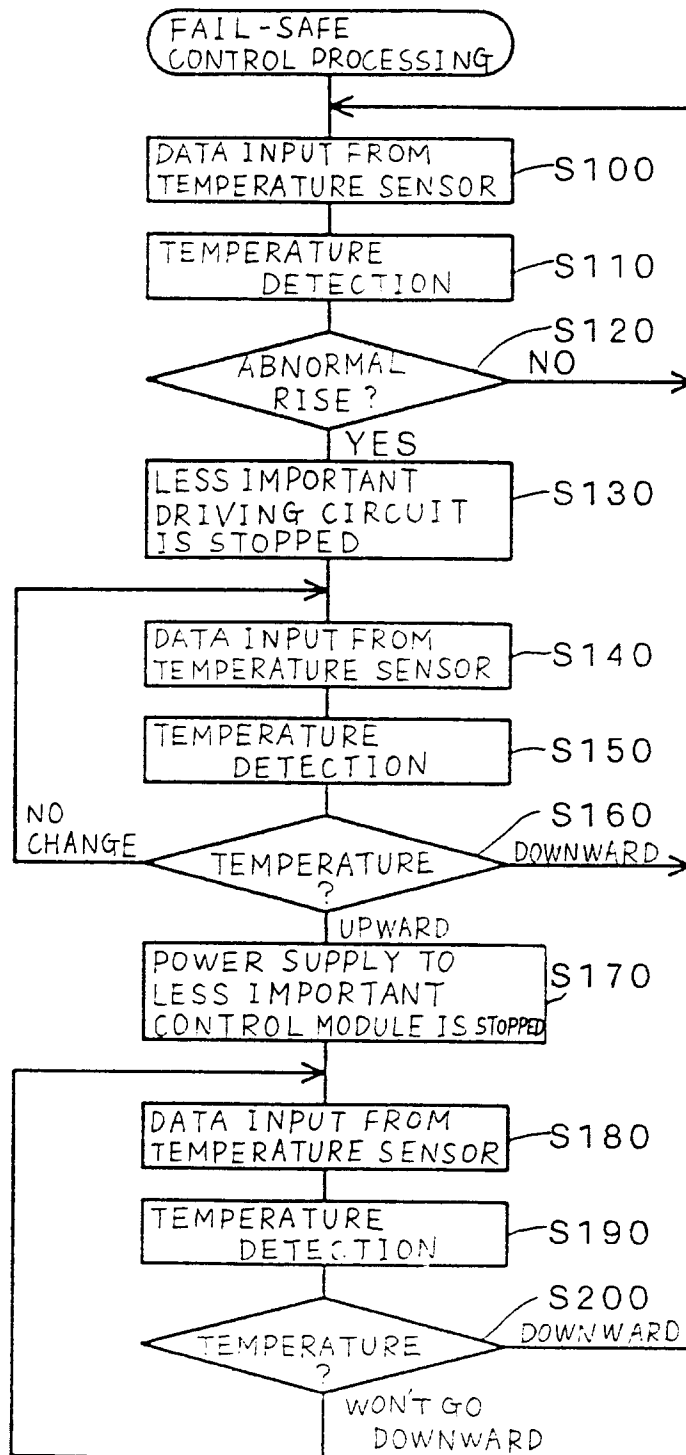 FAIL-SAFE
CONTROL PROCESSING
DATA INPUT FROM
TEMPERATURE SENSOR
S100
TEMPERATURE
DETECTION
S110
S120
ABNORMAL
RISE?
NO
YES
LESS IMPORTANT
DRIVING CIRCUIT
IS STOPPED
S130
DATA INPUT FROM
TEMPERATURE SENSOR
S140
TEMPERATURE
DETECTION
S150
NO
CHANGE
S160
TEMPERATURE
?
DOWNWARD
UPWARD
POWER SUPPLY TO
LESS IMPORTANT
CONTROL MODULE IS STOPPED
S170
DATA INPUT FROM
TEMPERATURE SENSOR
S180
TEMPERATURE
DETECTION
S190
S200
TEMPERATURE
?
DOWNWARD
WON'T GO
DOWNWARD